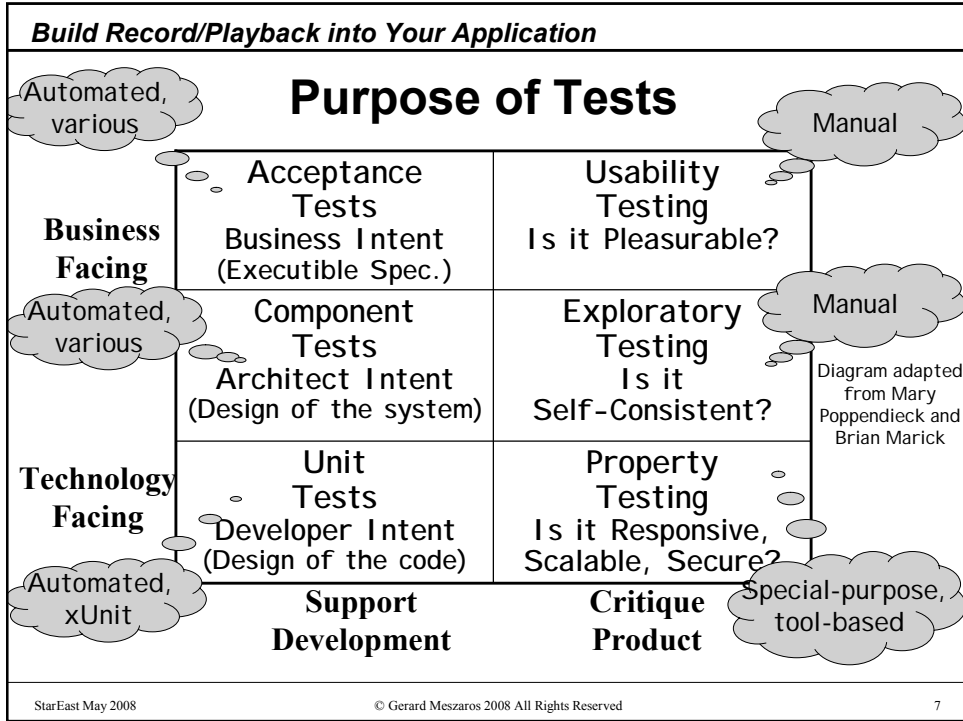 Build Record/Playback into Your Application
Purpose of Tests
Automated,
various
Manual
Business
Facing
Acceptance
Tests
Business Intent
(Executible Spec.)
Usability
Testing
Is it Pleasurable?
Automated,
various
Component
Tests
Architect Intent
(Design of the system)
Exploratory
Testing
Is it
Self-Consistent?
Manual
Diagram adapted
from Mary
Poppendieck and
Brian Marick
Technology
Facing
Unit
Tests
Developer Intent
(Design of the code)
Property
Testing
Is it Responsive,
Scalable, Secure?
Automated,
xUnit
Support
Development
Critique
Product
Special-purpose,
tool-based
StarEast May 2008
© Gerard Meszaros 2008 All Rights Reserved
7